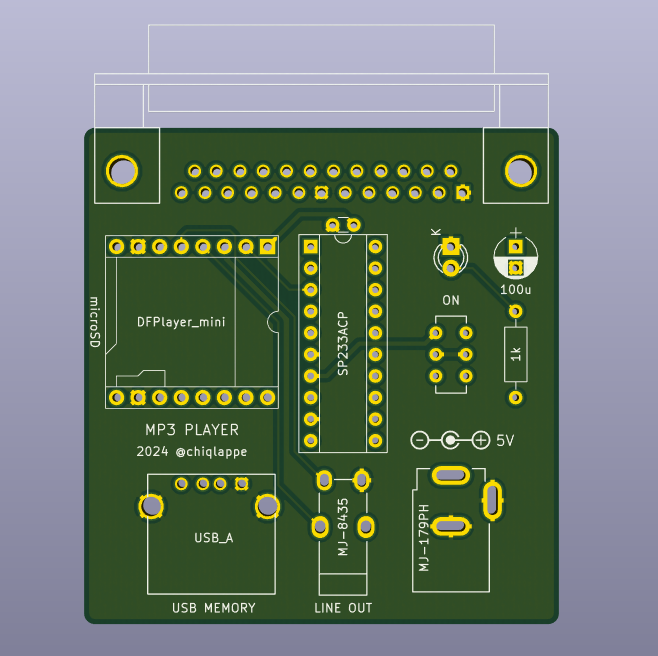 K
+
100u
ON
microSD
DFPlayer_mini
SP233ACP
1k
MP3 PLAYER
2024 @chiqlappe
5V
USB_A
MJ-8435
MJ-179PH
USB MEMORY
LINE OUT